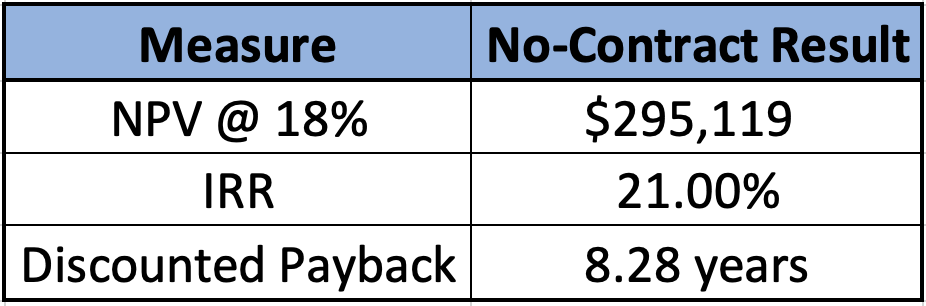 Measure No-Contract Result
NPV @ 18% $295,119
IRR 21.00%
Discounted Payback 8.28 years